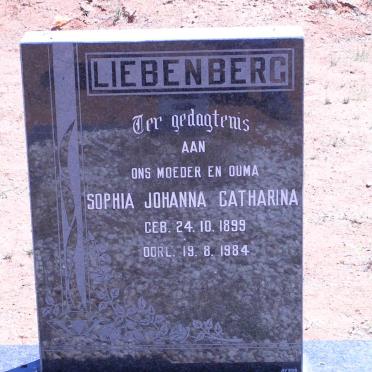 LIEBENBERG
Ter gedagtenis
AAN
ONS MOEDER EN OUMA
SOPHIA JOHANNA CATHARINA
GEB. 24. 10. 1899
OORL. 19. 8. 1984